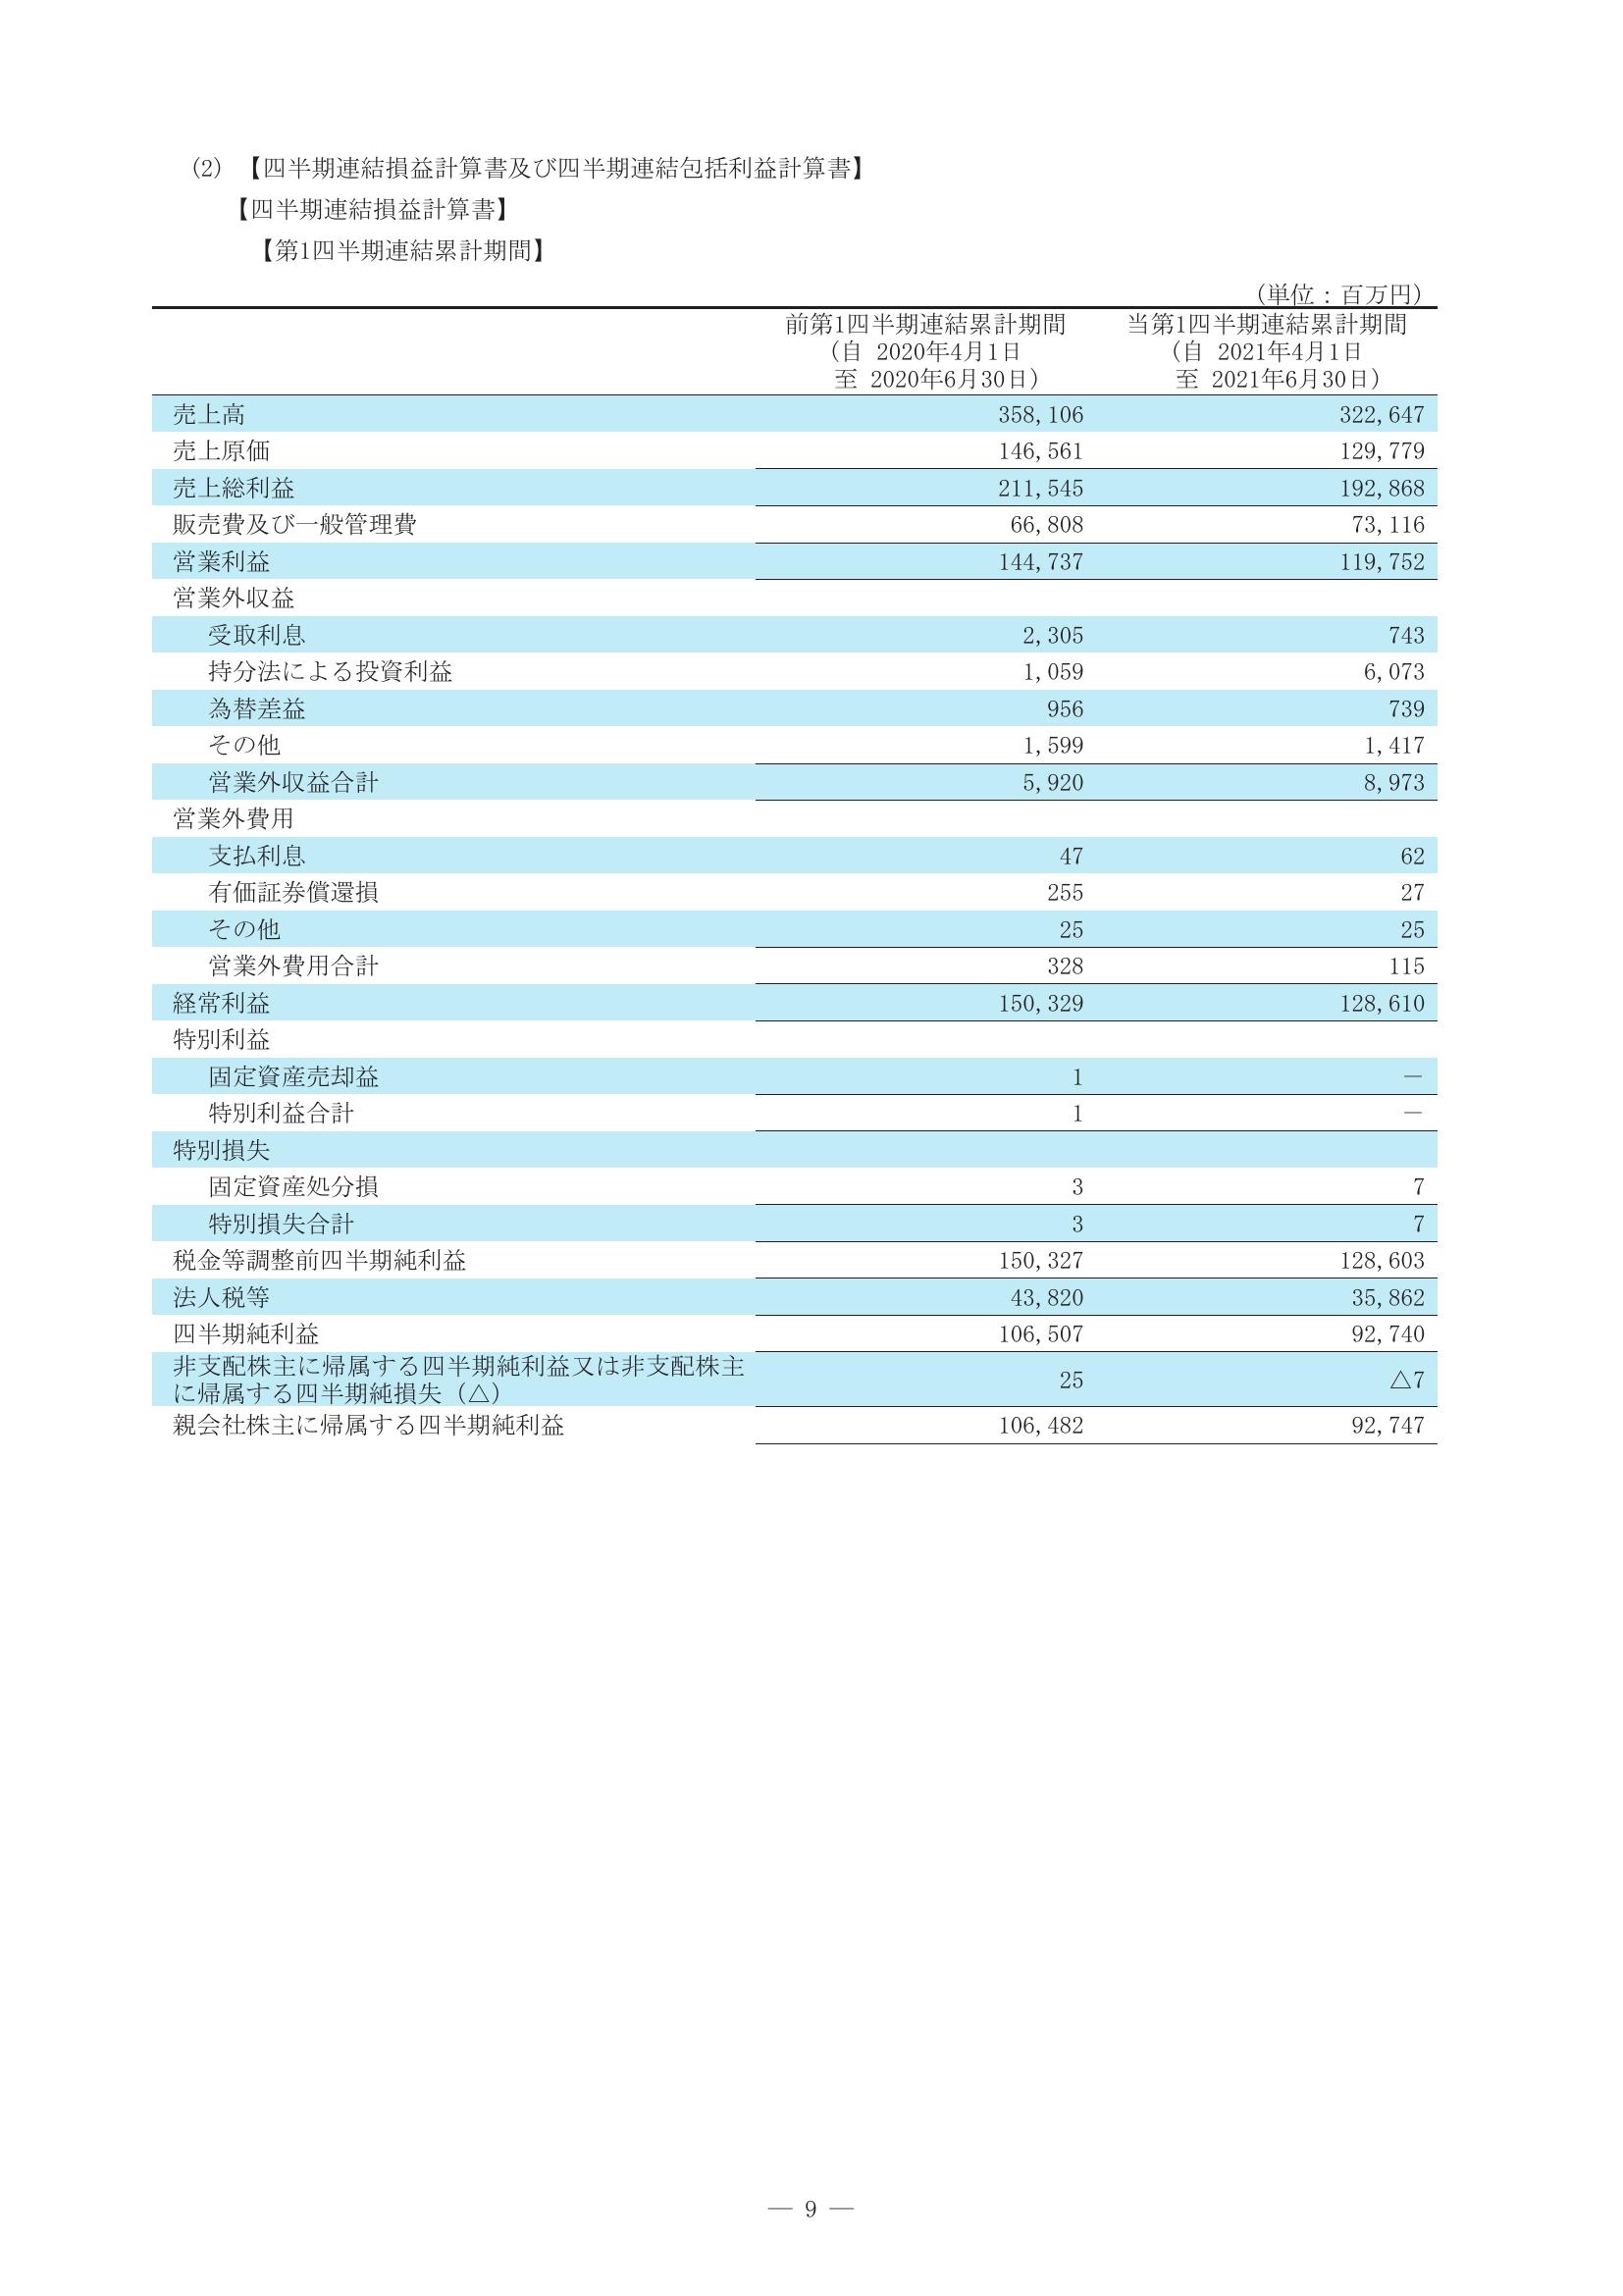 (2) 【四半期連結損益計算書及び四半期連結包括利益計算書】
【四半期連結損益計算書】
【第1四半期連結累計期間】
(単位：百万円)
前第1四半期連結累計期間 当第1四半期連結累計期間
(自 2020年4月1日 (自 2021年4月1日
至 2020年6月30日) 至 2021年6月30日)
売上高 358,106 322,647
売上原価 146,561 129,779
売上総利益 211,545 192,868
販売費及び一般管理費 66,808 73,116
営業利益 144,737 119,752
営業外収益
受取利息 2,305 743
持分法による投資利益 1,059 6,073
為替差益 956 739
その他 1,599 1,417
営業外収益合計 5,920 8,973
営業外費用
支払利息 47 62
有価証券償還損 255 27
その他 25 25
営業外費用合計 328 115
経常利益 150,329 128,610
特別利益
固定資産売却益 1 －
特別利益合計 1 －
特別損失
固定資産処分損 3 7
特別損失合計 3 7
税金等調整前四半期純利益 150,327 128,603
法人税等 43,820 35,862
四半期純利益 106,507 92,740
非支配株主に帰属する四半期純利益又は非支配株主
に帰属する四半期純損失（△） 25 △7
親会社株主に帰属する四半期純利益 106,482 92,747
― 9 ―